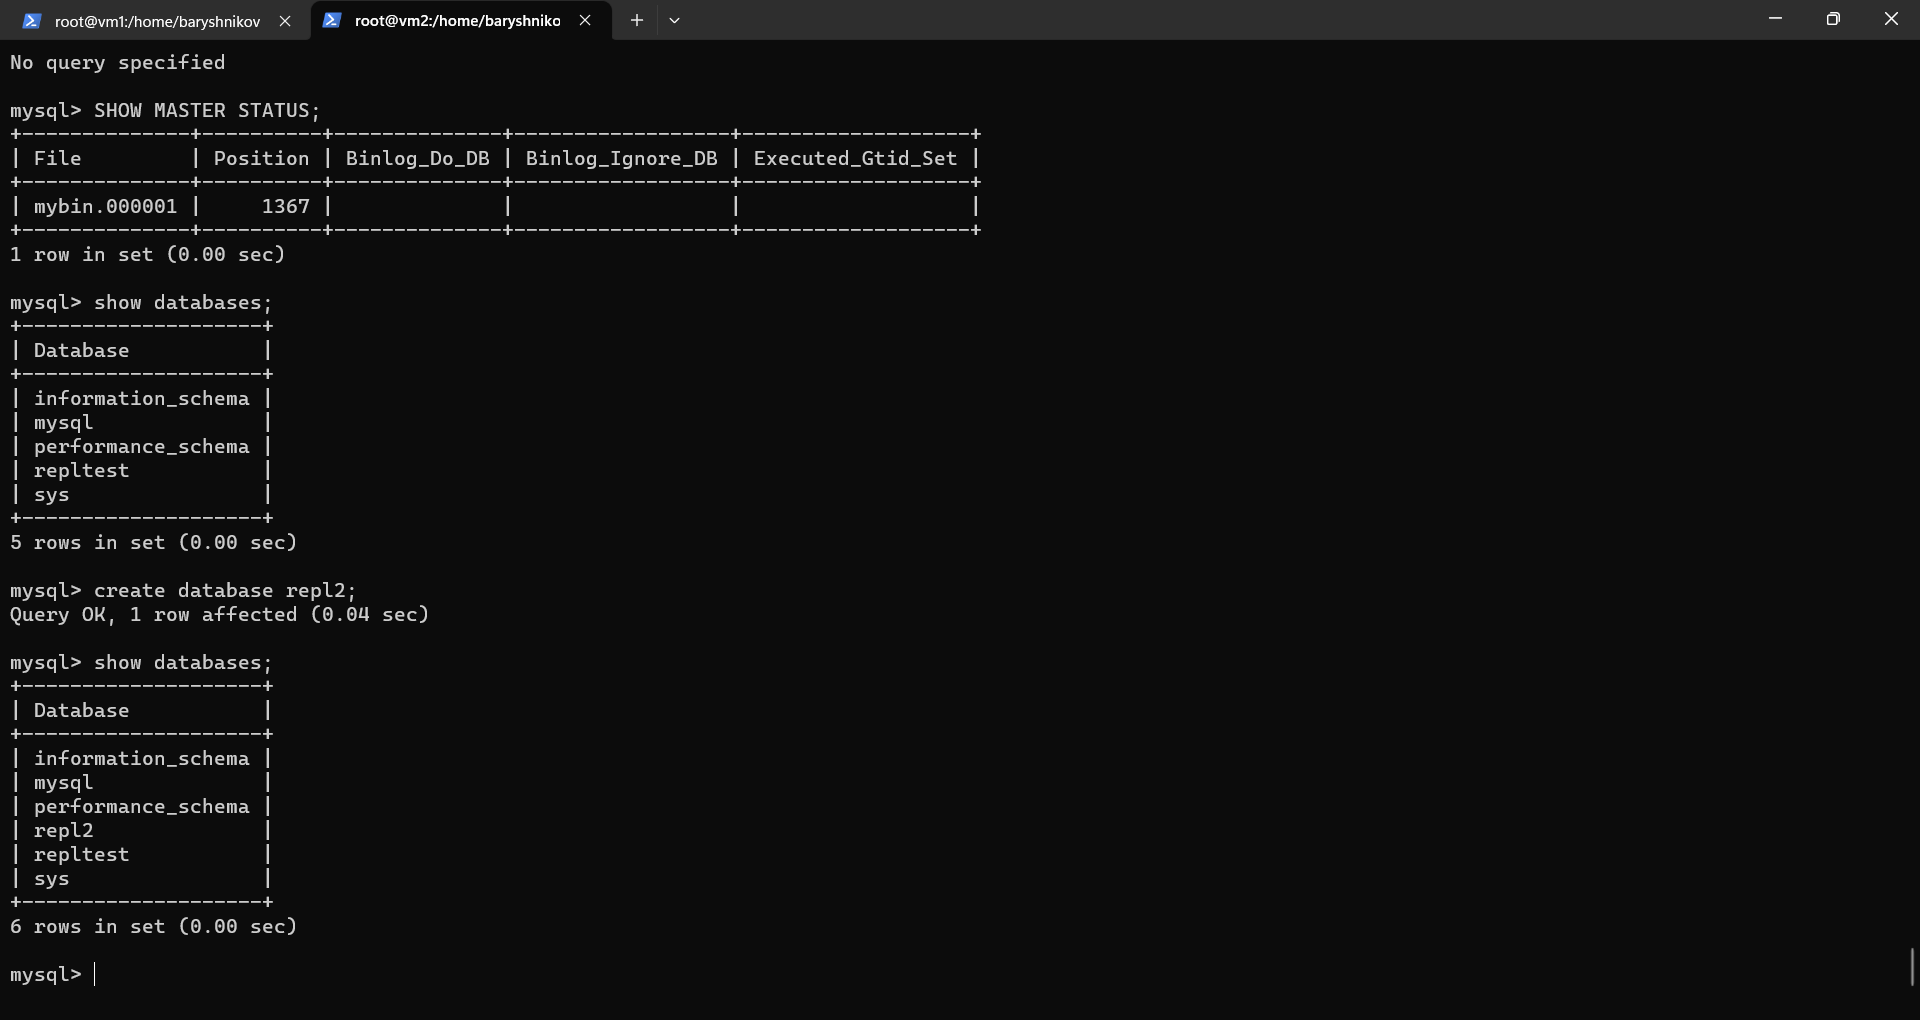 root@vm1:/home/baryshnikov
root@vm2:/home/baryshniko
No query specified
mysql> SHOW MASTER STATUS;
+--------------+----------+--------------+------------------+-------------------+
| File         | Position | Binlog_Do_DB | Binlog_Ignore_DB | Executed_Gtid_Set |
+--------------+----------+--------------+------------------+-------------------+
| mybin.000001 |     1367 |              |                  |                   |
+--------------+----------+--------------+------------------+-------------------+
1 row in set (0.00 sec)
mysql> show databases;
+--------------------+
| Database           |
+--------------------+
| information_schema |
| mysql              |
| performance_schema |
| repltest           |
| sys                |
+--------------------+
5 rows in set (0.00 sec)
mysql> create database repl2;
Query OK, 1 row affected (0.04 sec)
mysql> show databases;
+--------------------+
| Database           |
+--------------------+
| information_schema |
| mysql              |
| performance_schema |
| repl2              |
| repltest           |
| sys                |
+--------------------+
6 rows in set (0.00 sec)
mysql>